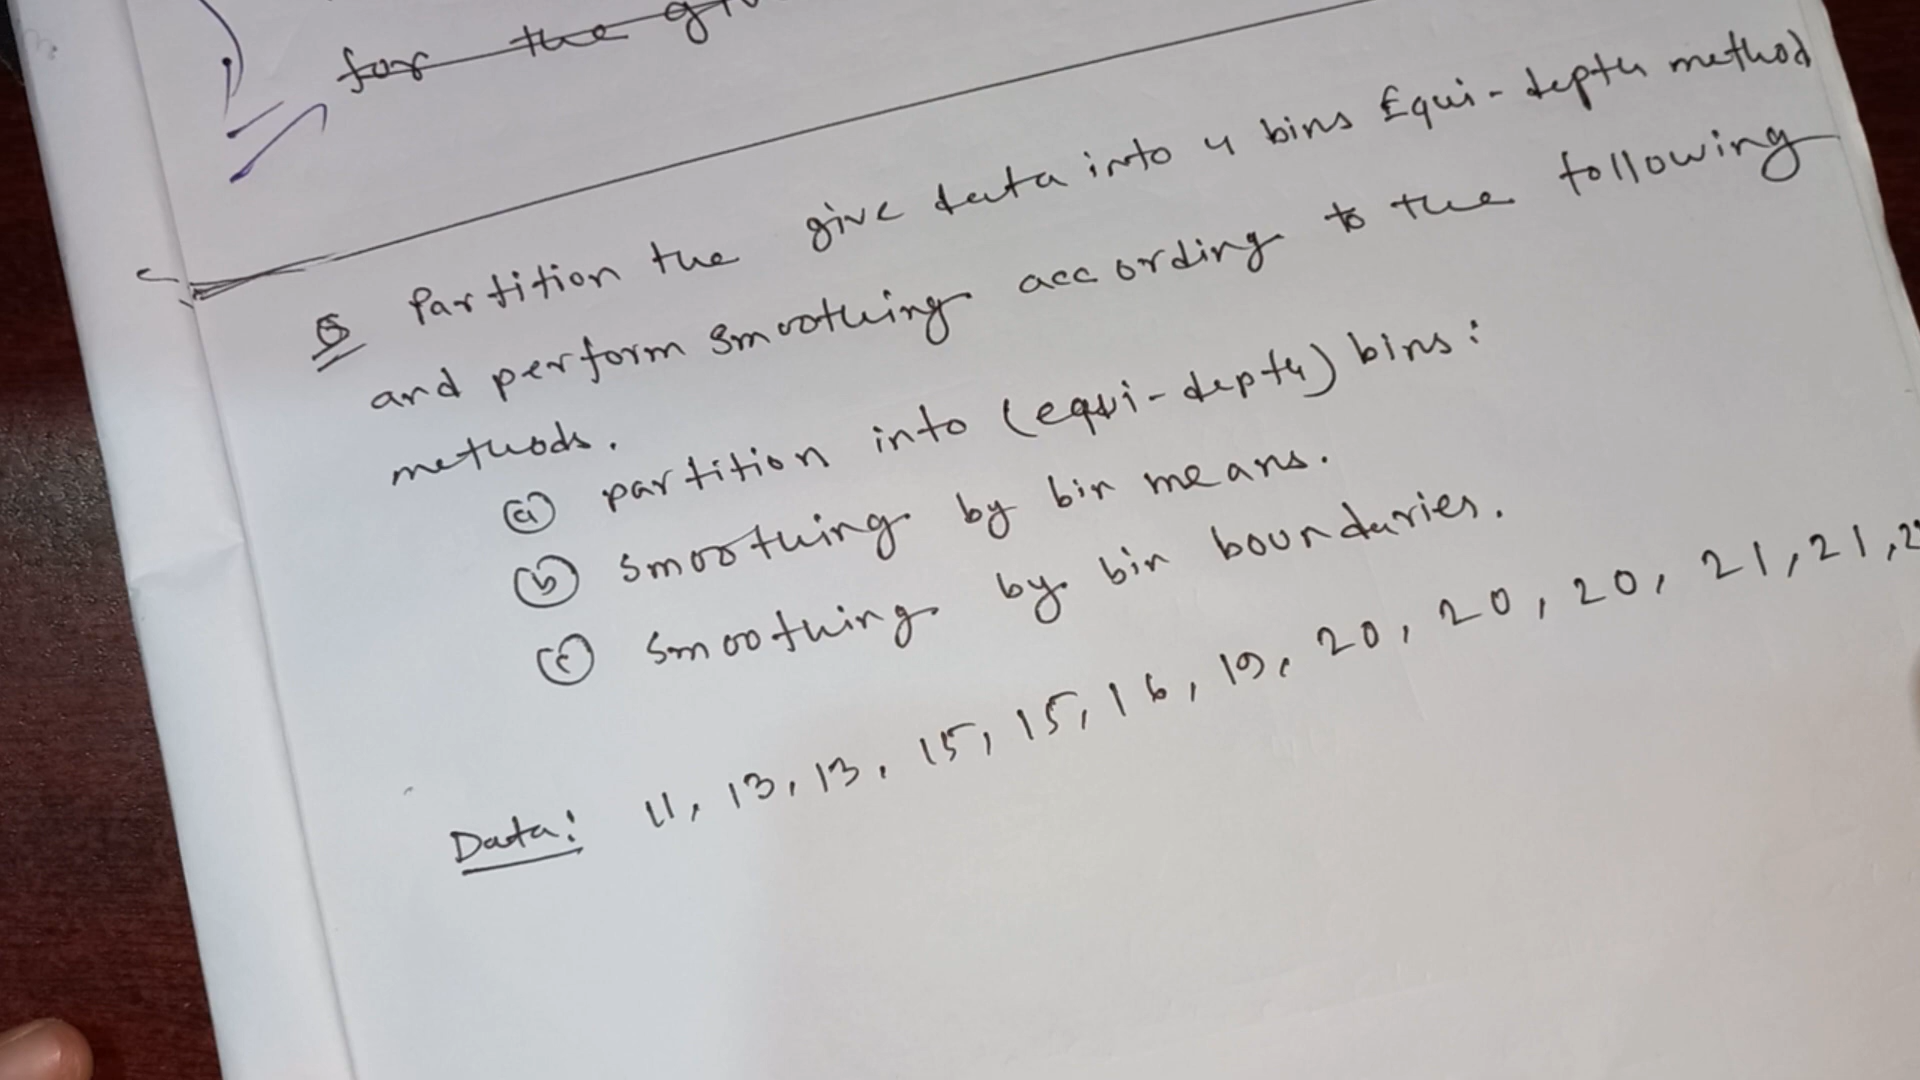 for the
Q Partition the give data into 4 bins Equi-depth method
and perform smoothing according to the following
methods.
(a) partition into (equi-depth) bins:
(b) smoothing by bin means.
(c) smoothing by bin boundaries.
Data: 11, 13, 13, 15, 15, 16, 19, 20, 20, 20, 21, 21,